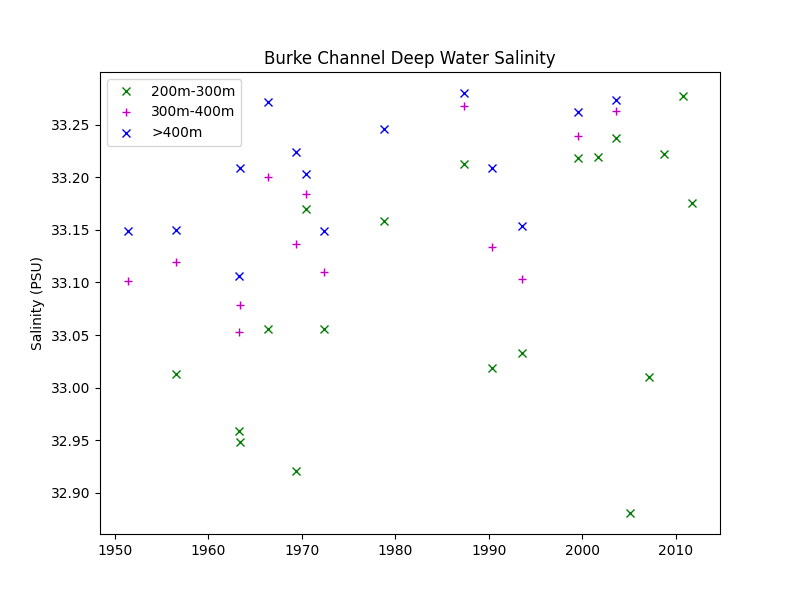 Burke Channel Deep Water Salinity
200m-300m
300m-400m
>400m
Salinity (PSU)
33.25
33.20
33.15
33.10
33.05
33.00
32.95
32.90
1950 1960 1970 1980 1990 2000 2010